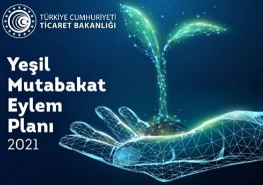 TÜRKİYE CUMHURİYETİ
TİCARET BAKANLIĞI
Yeşil
Mutabakat
Eylem
Planı
2021